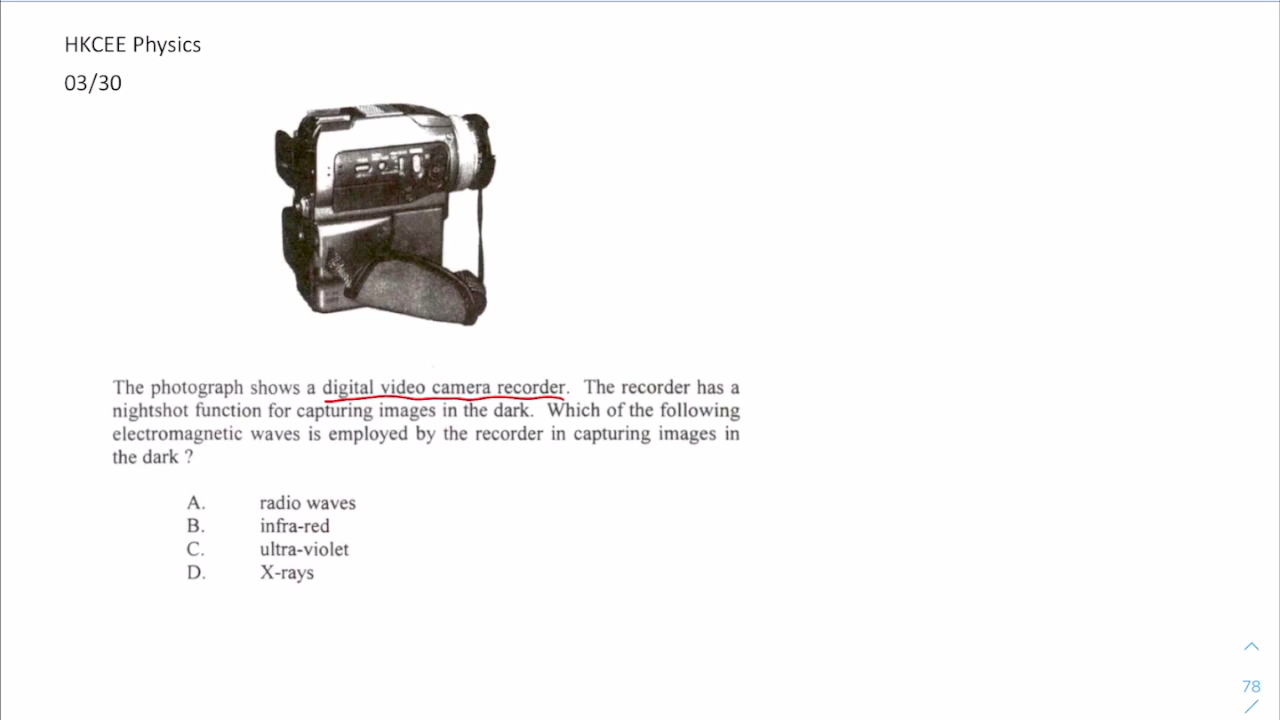 HKCEE Physics
03/30
The photograph shows a digital video camera recorder. The recorder has a
nightshot function for capturing images in the dark. Which of the following
electromagnetic waves is employed by the recorder in capturing images in
the dark ?
A. radio waves
B. infra-red
C. ultra-violet
D. X-rays
78